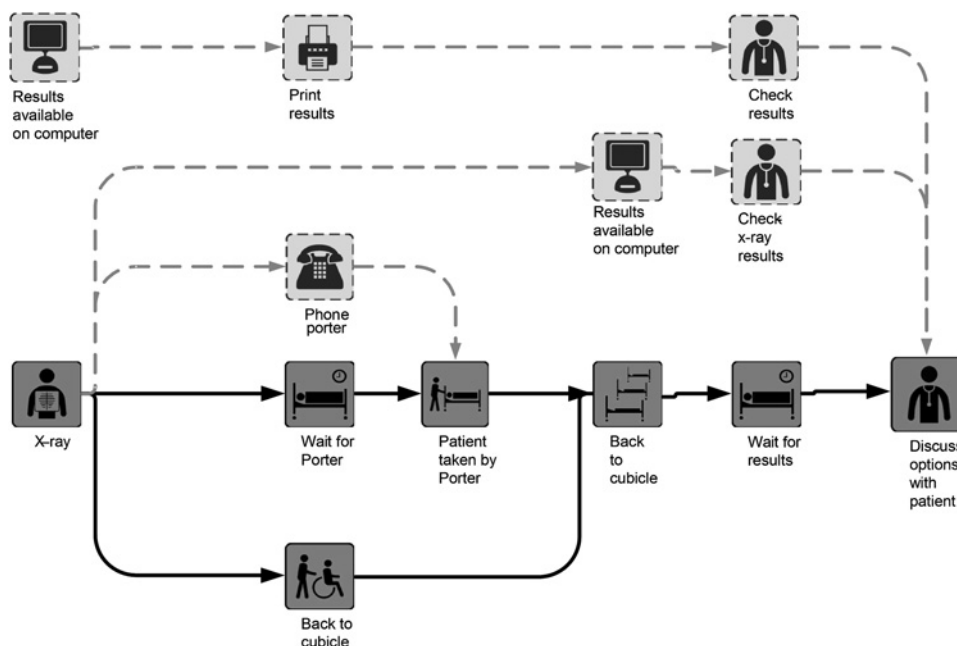 Results
available
on computer
Print
results
Check
results
Results
available
on computer
Check
x-ray
results
Phone
porter
X-ray
Wait for
Porter
Patient
taken by
Porter
Back
to
cubicle
Wait for
results
Discuss
options
with
patient
Back to
cubicle